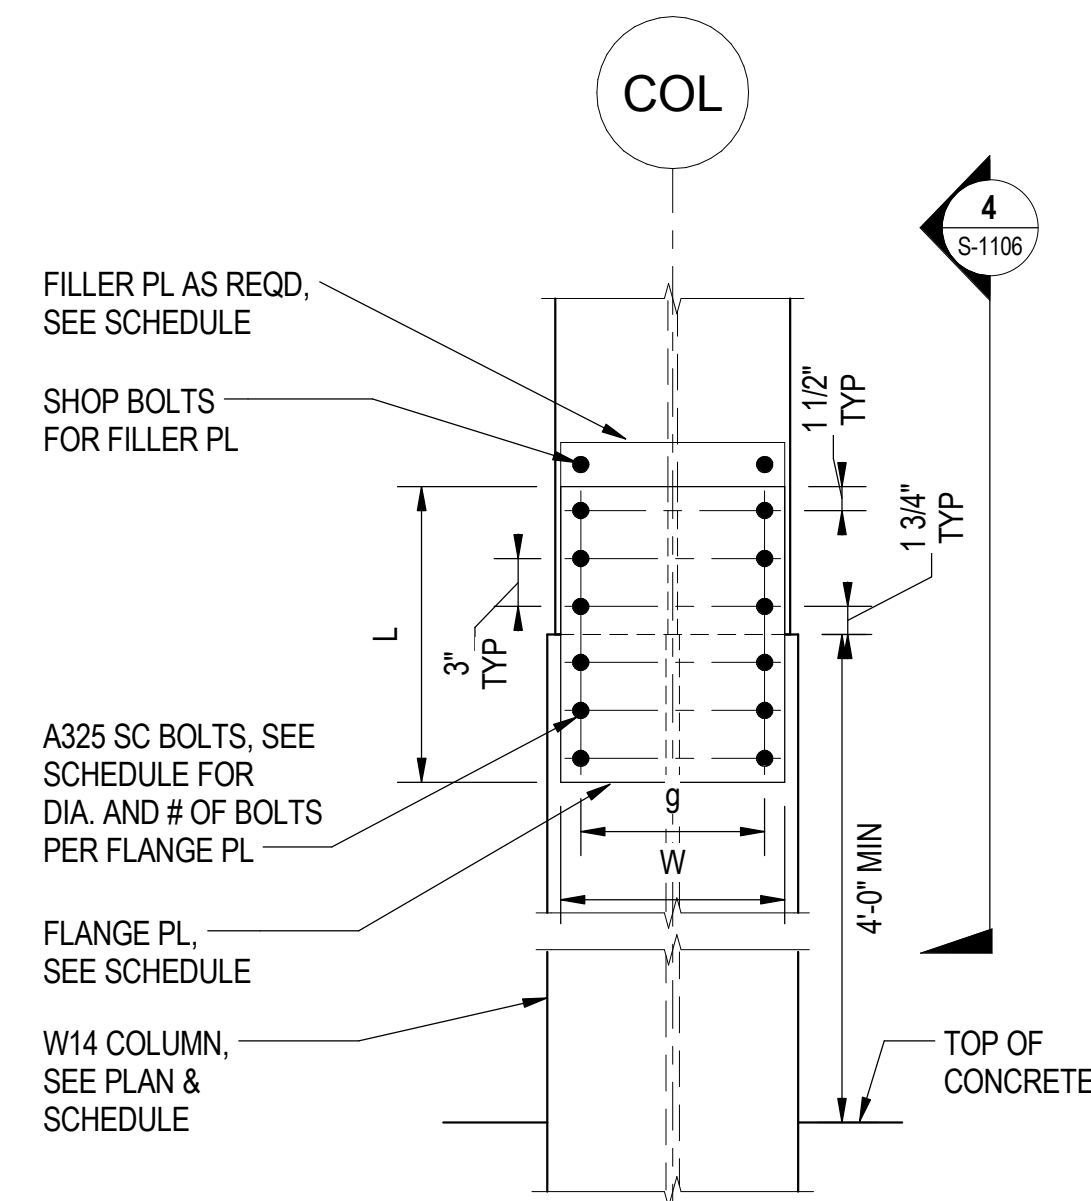 COL
4
S-1106
FILLER PL AS REQD,
SEE SCHEDULE
SHOP BOLTS
FOR FILLER PL
1 1/2"
TYP
1 3/4"
TYP
L
3"
TYP
A325 SC BOLTS, SEE
SCHEDULE FOR
DIA. AND # OF BOLTS
PER FLANGE PL
g
W
4'-0" MIN
FLANGE PL,
SEE SCHEDULE
W14 COLUMN,
SEE PLAN &
SCHEDULE
TOP OF
CONCRETE